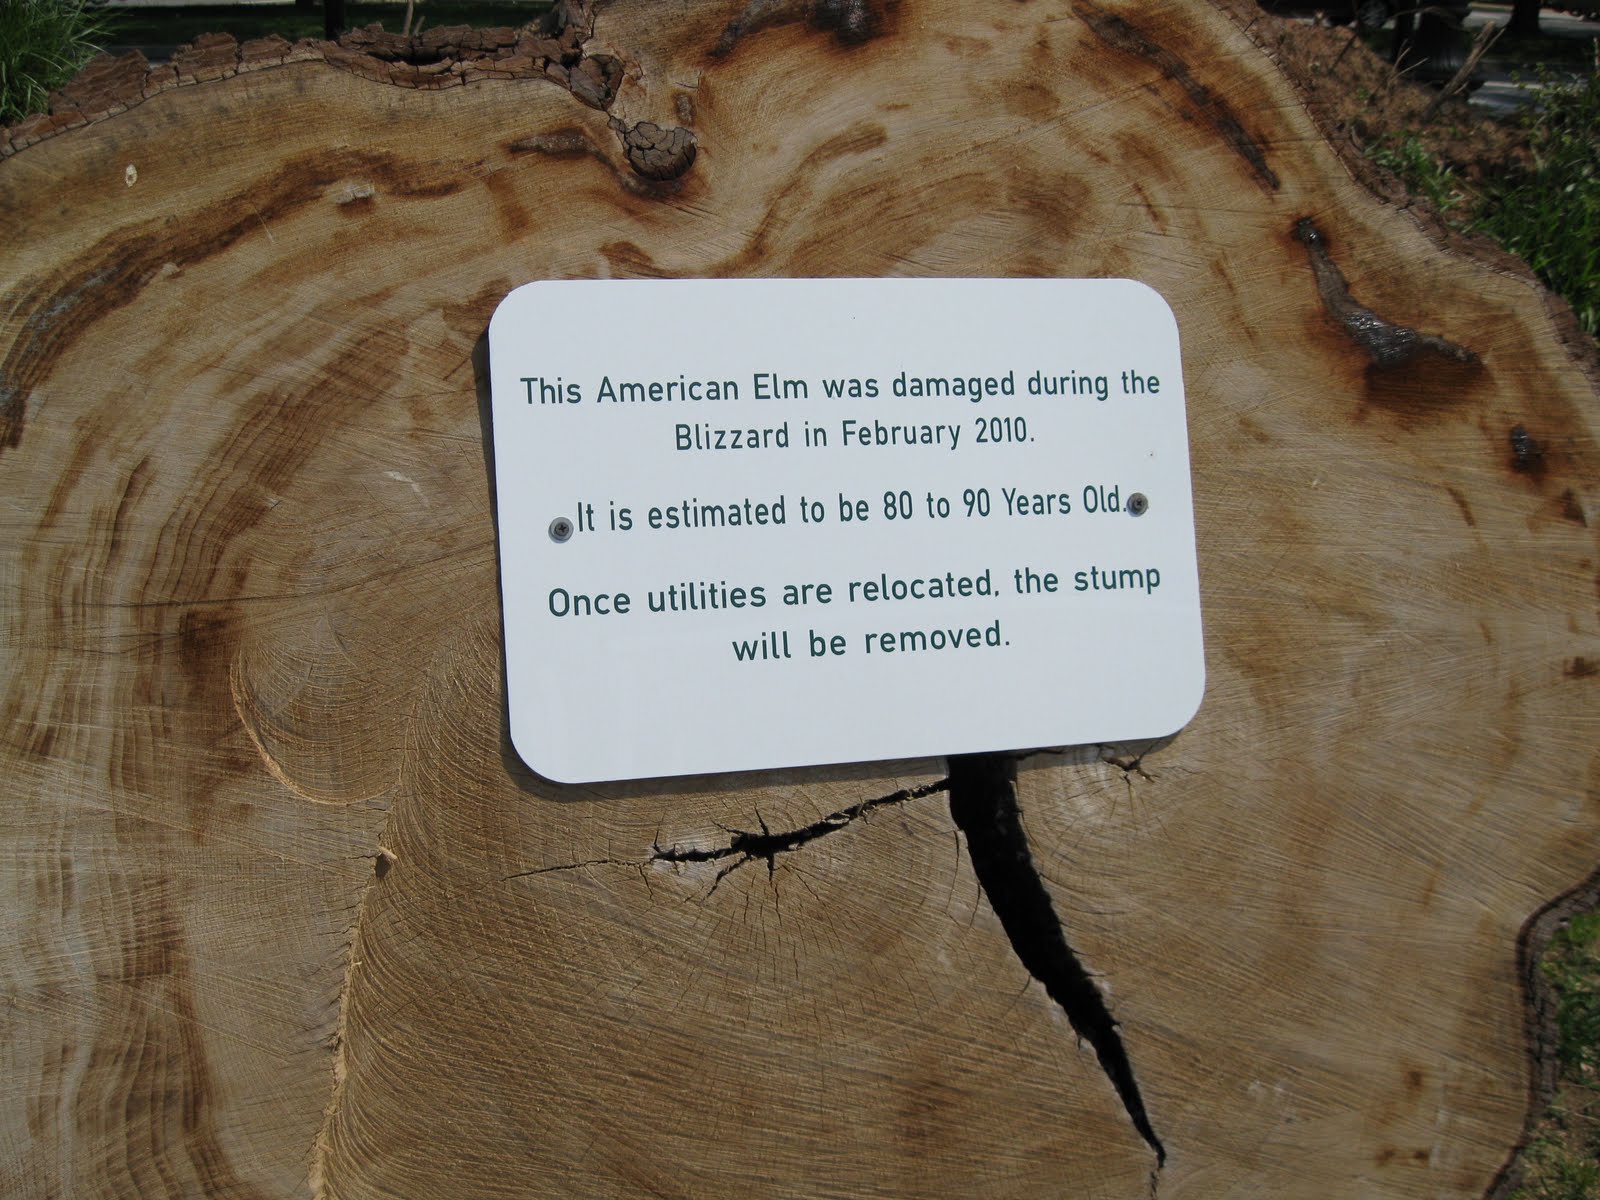 This American Elm was damaged during the
Blizzard in February 2010.
It is estimated to be 80 to 90 Years Old.
Once utilities are relocated, the stump
will be removed.